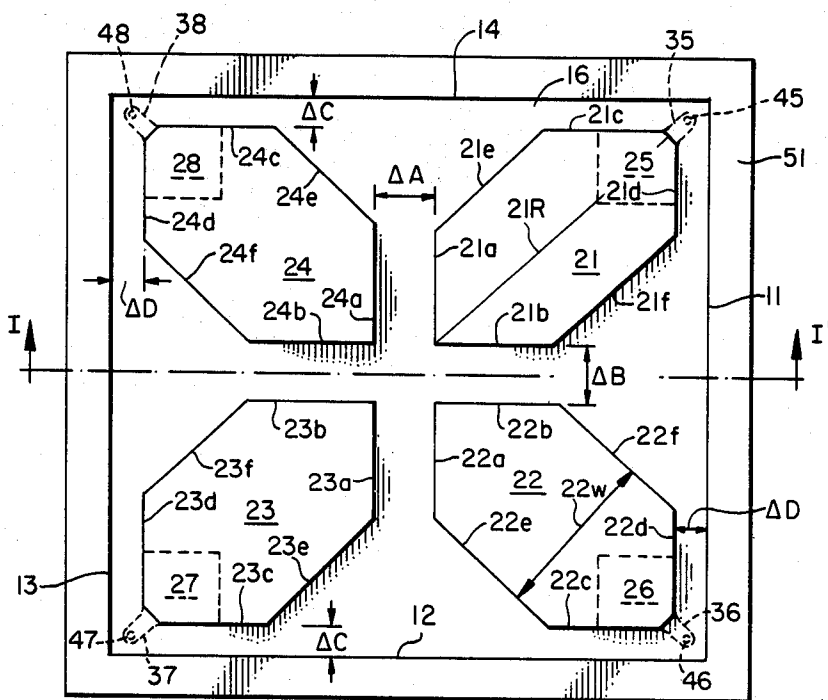 48
38
14
35
45
16
ΔC
21c
51
28
24c
21e
25
24e
ΔA
21d
24d
21R
24f
24
21a
21
ΔD
24a
21b
21f
11
24b
I
I
ΔB
23b
22b
22f
23f
23a
22a
23d
22
22w
23
22e
22d
ΔD
23e
13
27
23c
22c
26
36
12
ΔC
47
37
46